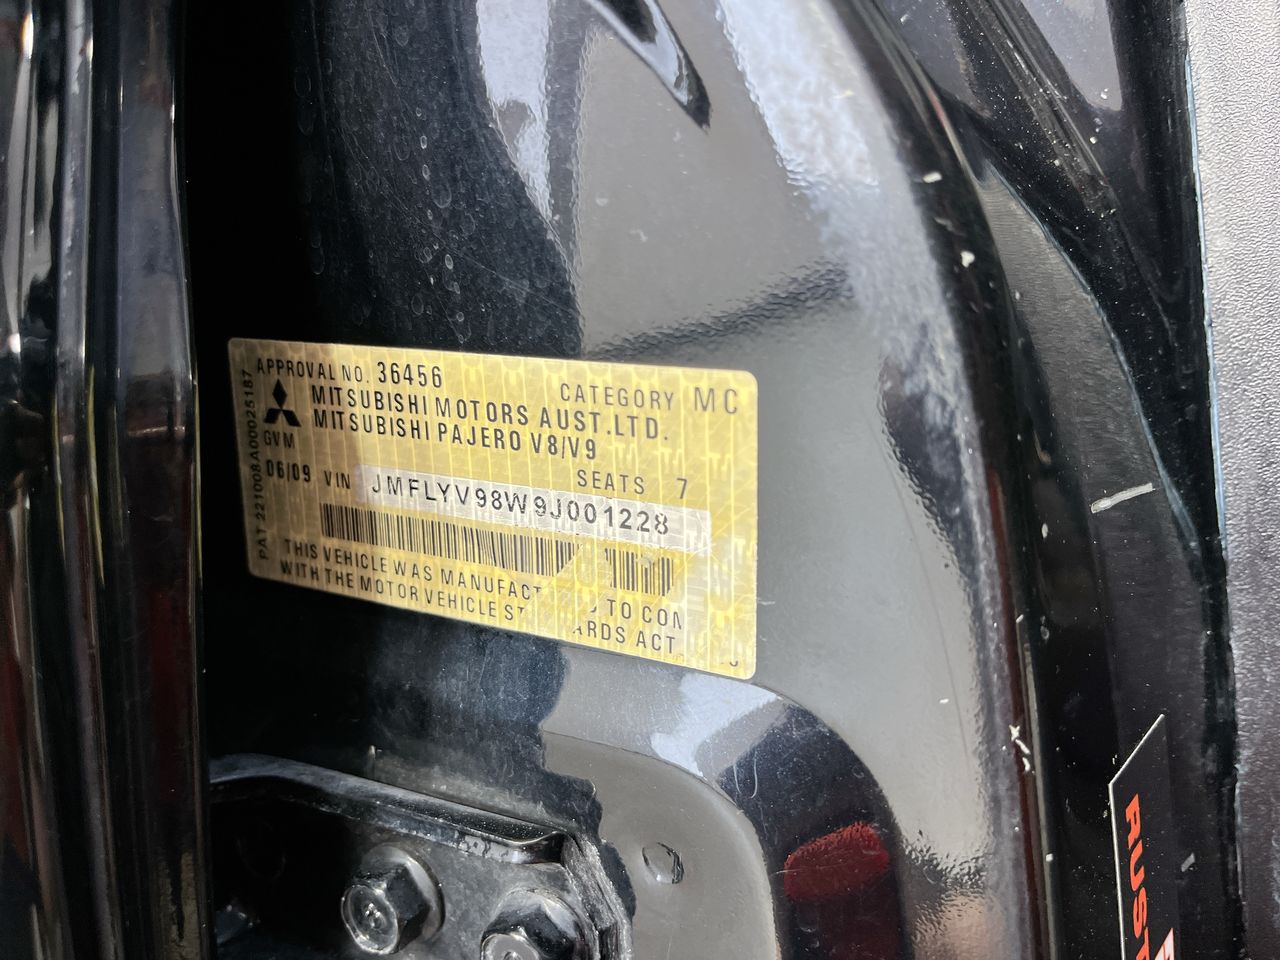 APPROVAL NO. 36456
CATEGORY MC
MITSUBISHI MOTORS AUST.LTD.
MITSUBISHI PAJERO V8/V9
GVM
SEATS 7
06/09 VIN JMFLYV98W9J001228
THIS VEHICLE WAS MANUFACT TO CON
WITH THE MOTOR VEHICLE ST ARDS ACT
PAT 221008A00025187
RUST